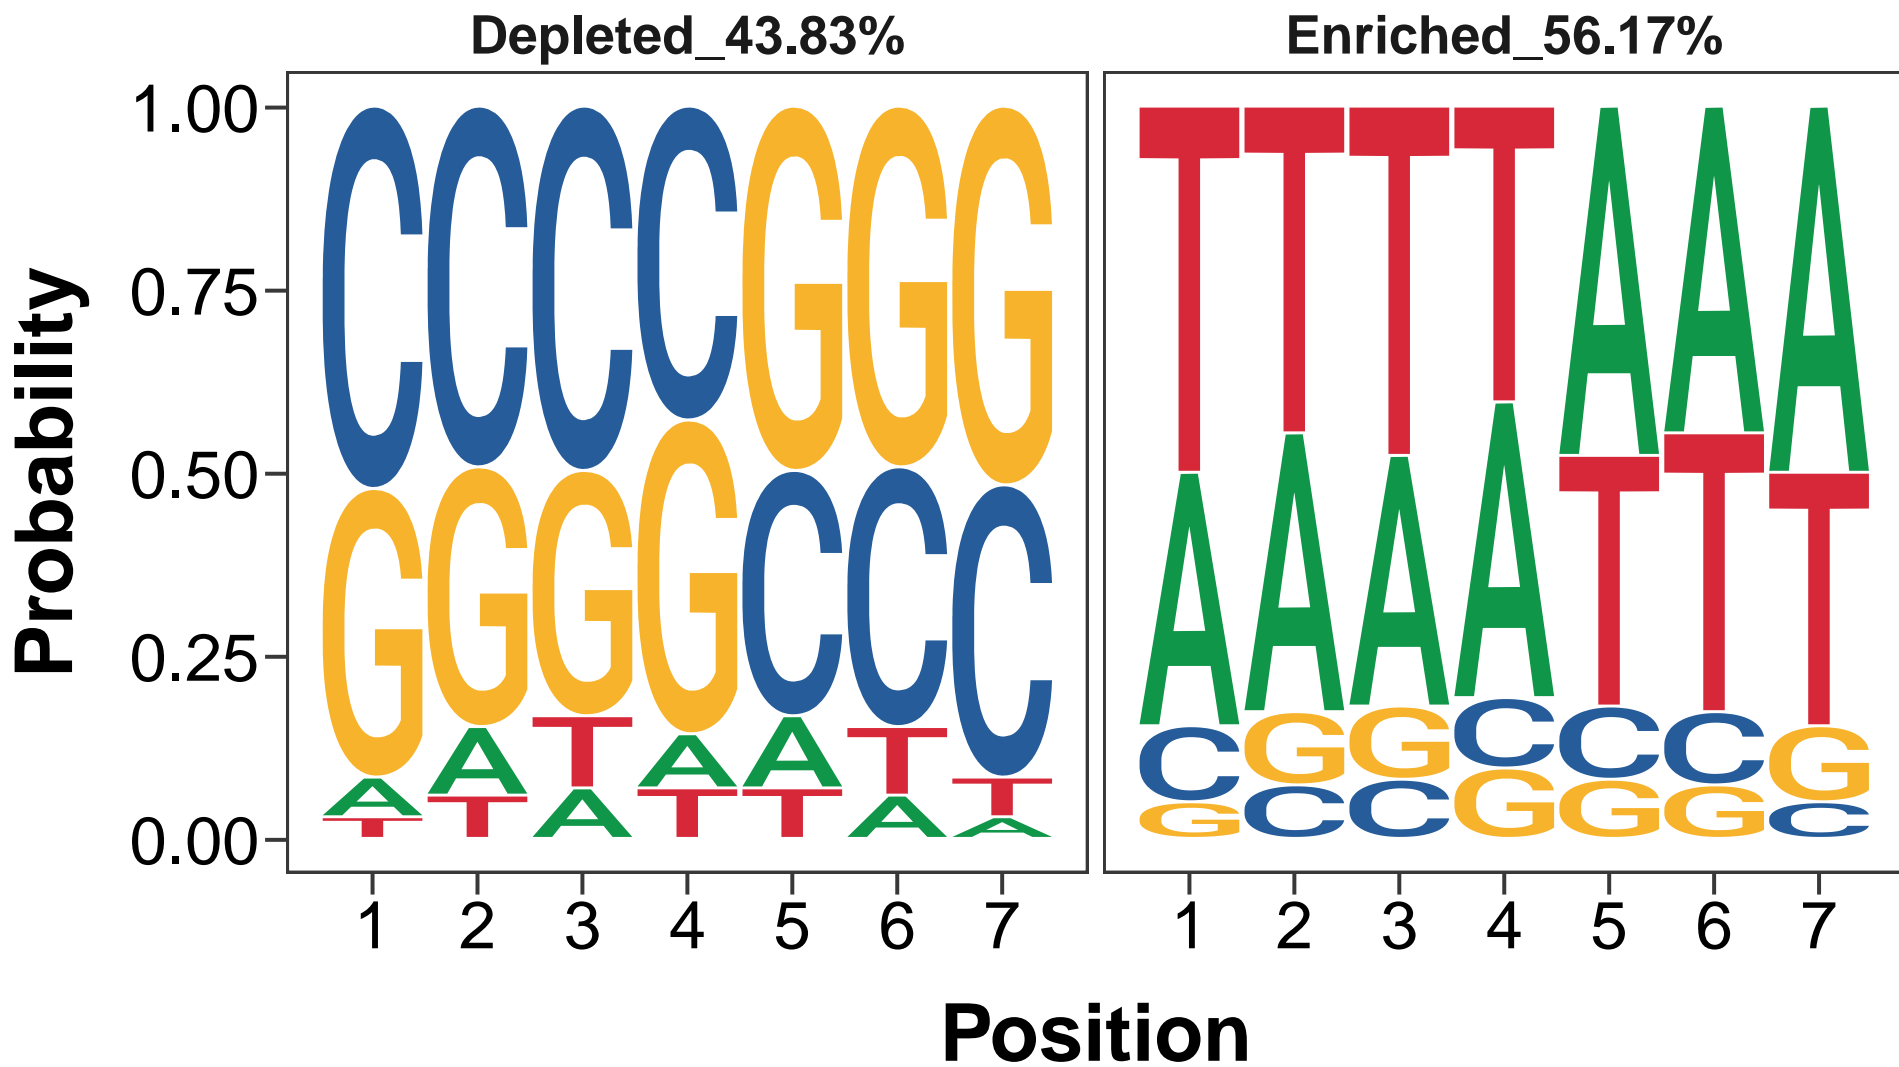 Depleted_43.83%
Enriched_56.17%
Probability
1.00
0.75
0.50
0.25
0.00
C C C C G G G
G G G G C C C
A A T A A T T
T T A T T A A
T T T T A A A
A A A A T T T
C G G C C C G
G C C G G G C
1 2 3 4 5 6 7
1 2 3 4 5 6 7
Position